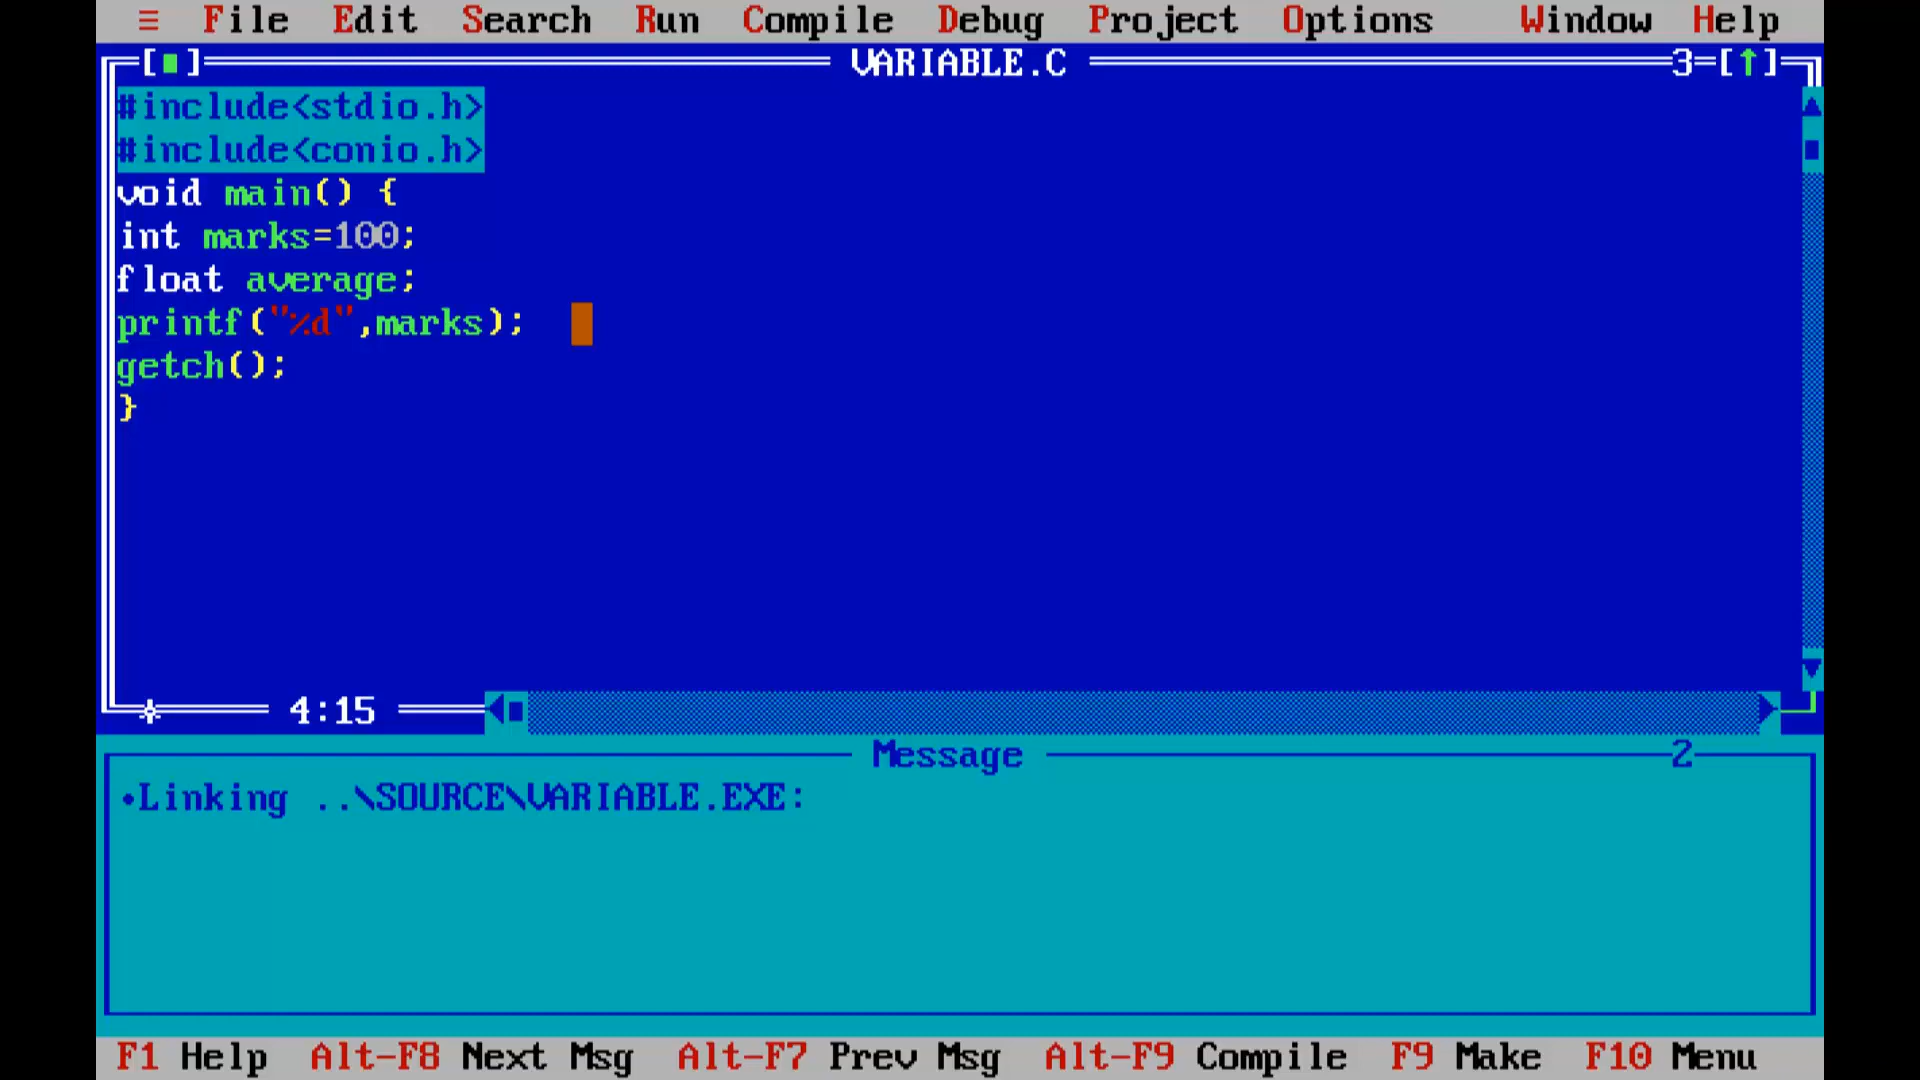 ≡ File Edit Search Run Compile Debug Project Options Window Help
[■] VARIABLE.C 3=[↑]
#include<stdio.h>
#include<conio.h>
void main() {
int marks=100;
float average;
printf("%d",marks);
getch();
}
4:15
Message 2
•Linking ..\SOURCE\VARIABLE.EXE:
F1 Help Alt-F8 Next Msg Alt-F7 Prev Msg Alt-F9 Compile F9 Make F10 Menu